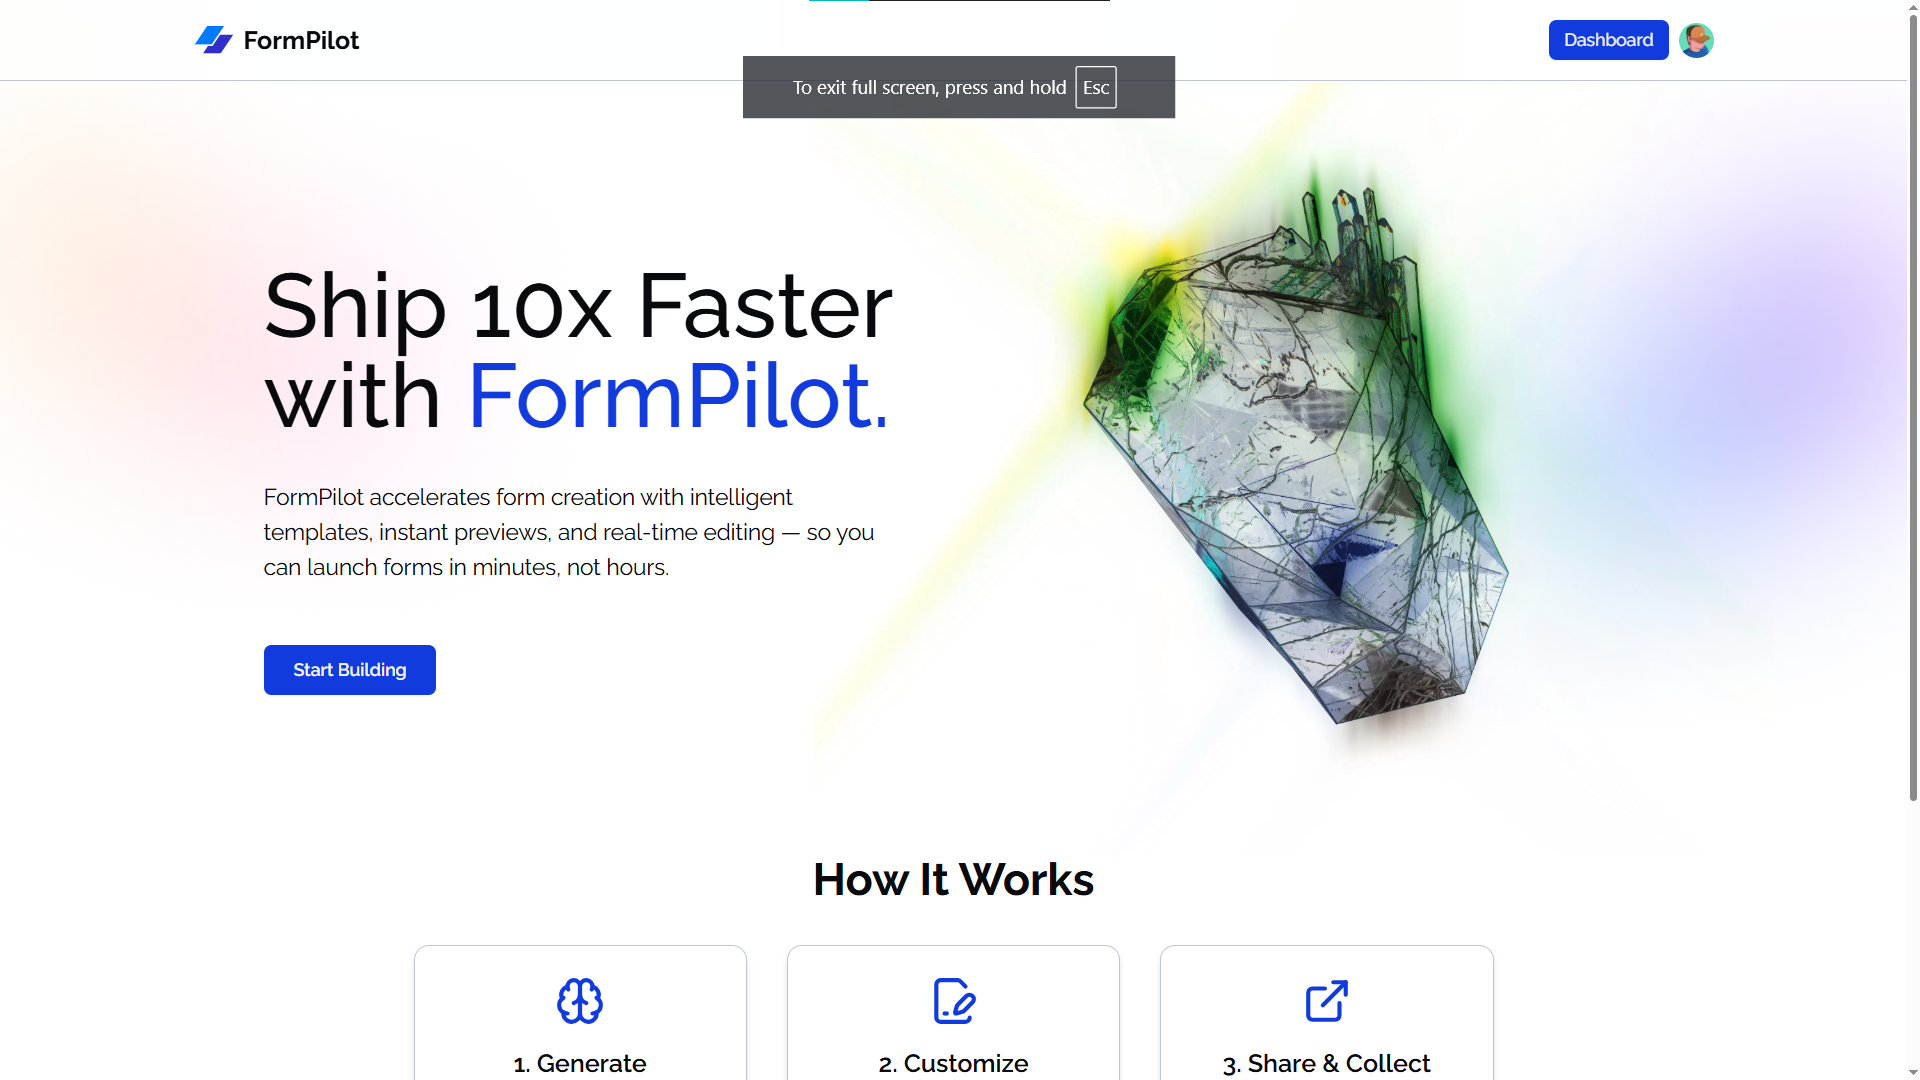 FormPilot
Dashboard
To exit full screen, press and hold Esc
Ship 10x Faster
with FormPilot.
FormPilot accelerates form creation with intelligent
templates, instant previews, and real-time editing — so you
can launch forms in minutes, not hours.
Start Building
How It Works
1. Generate
2. Customize
3. Share & Collect